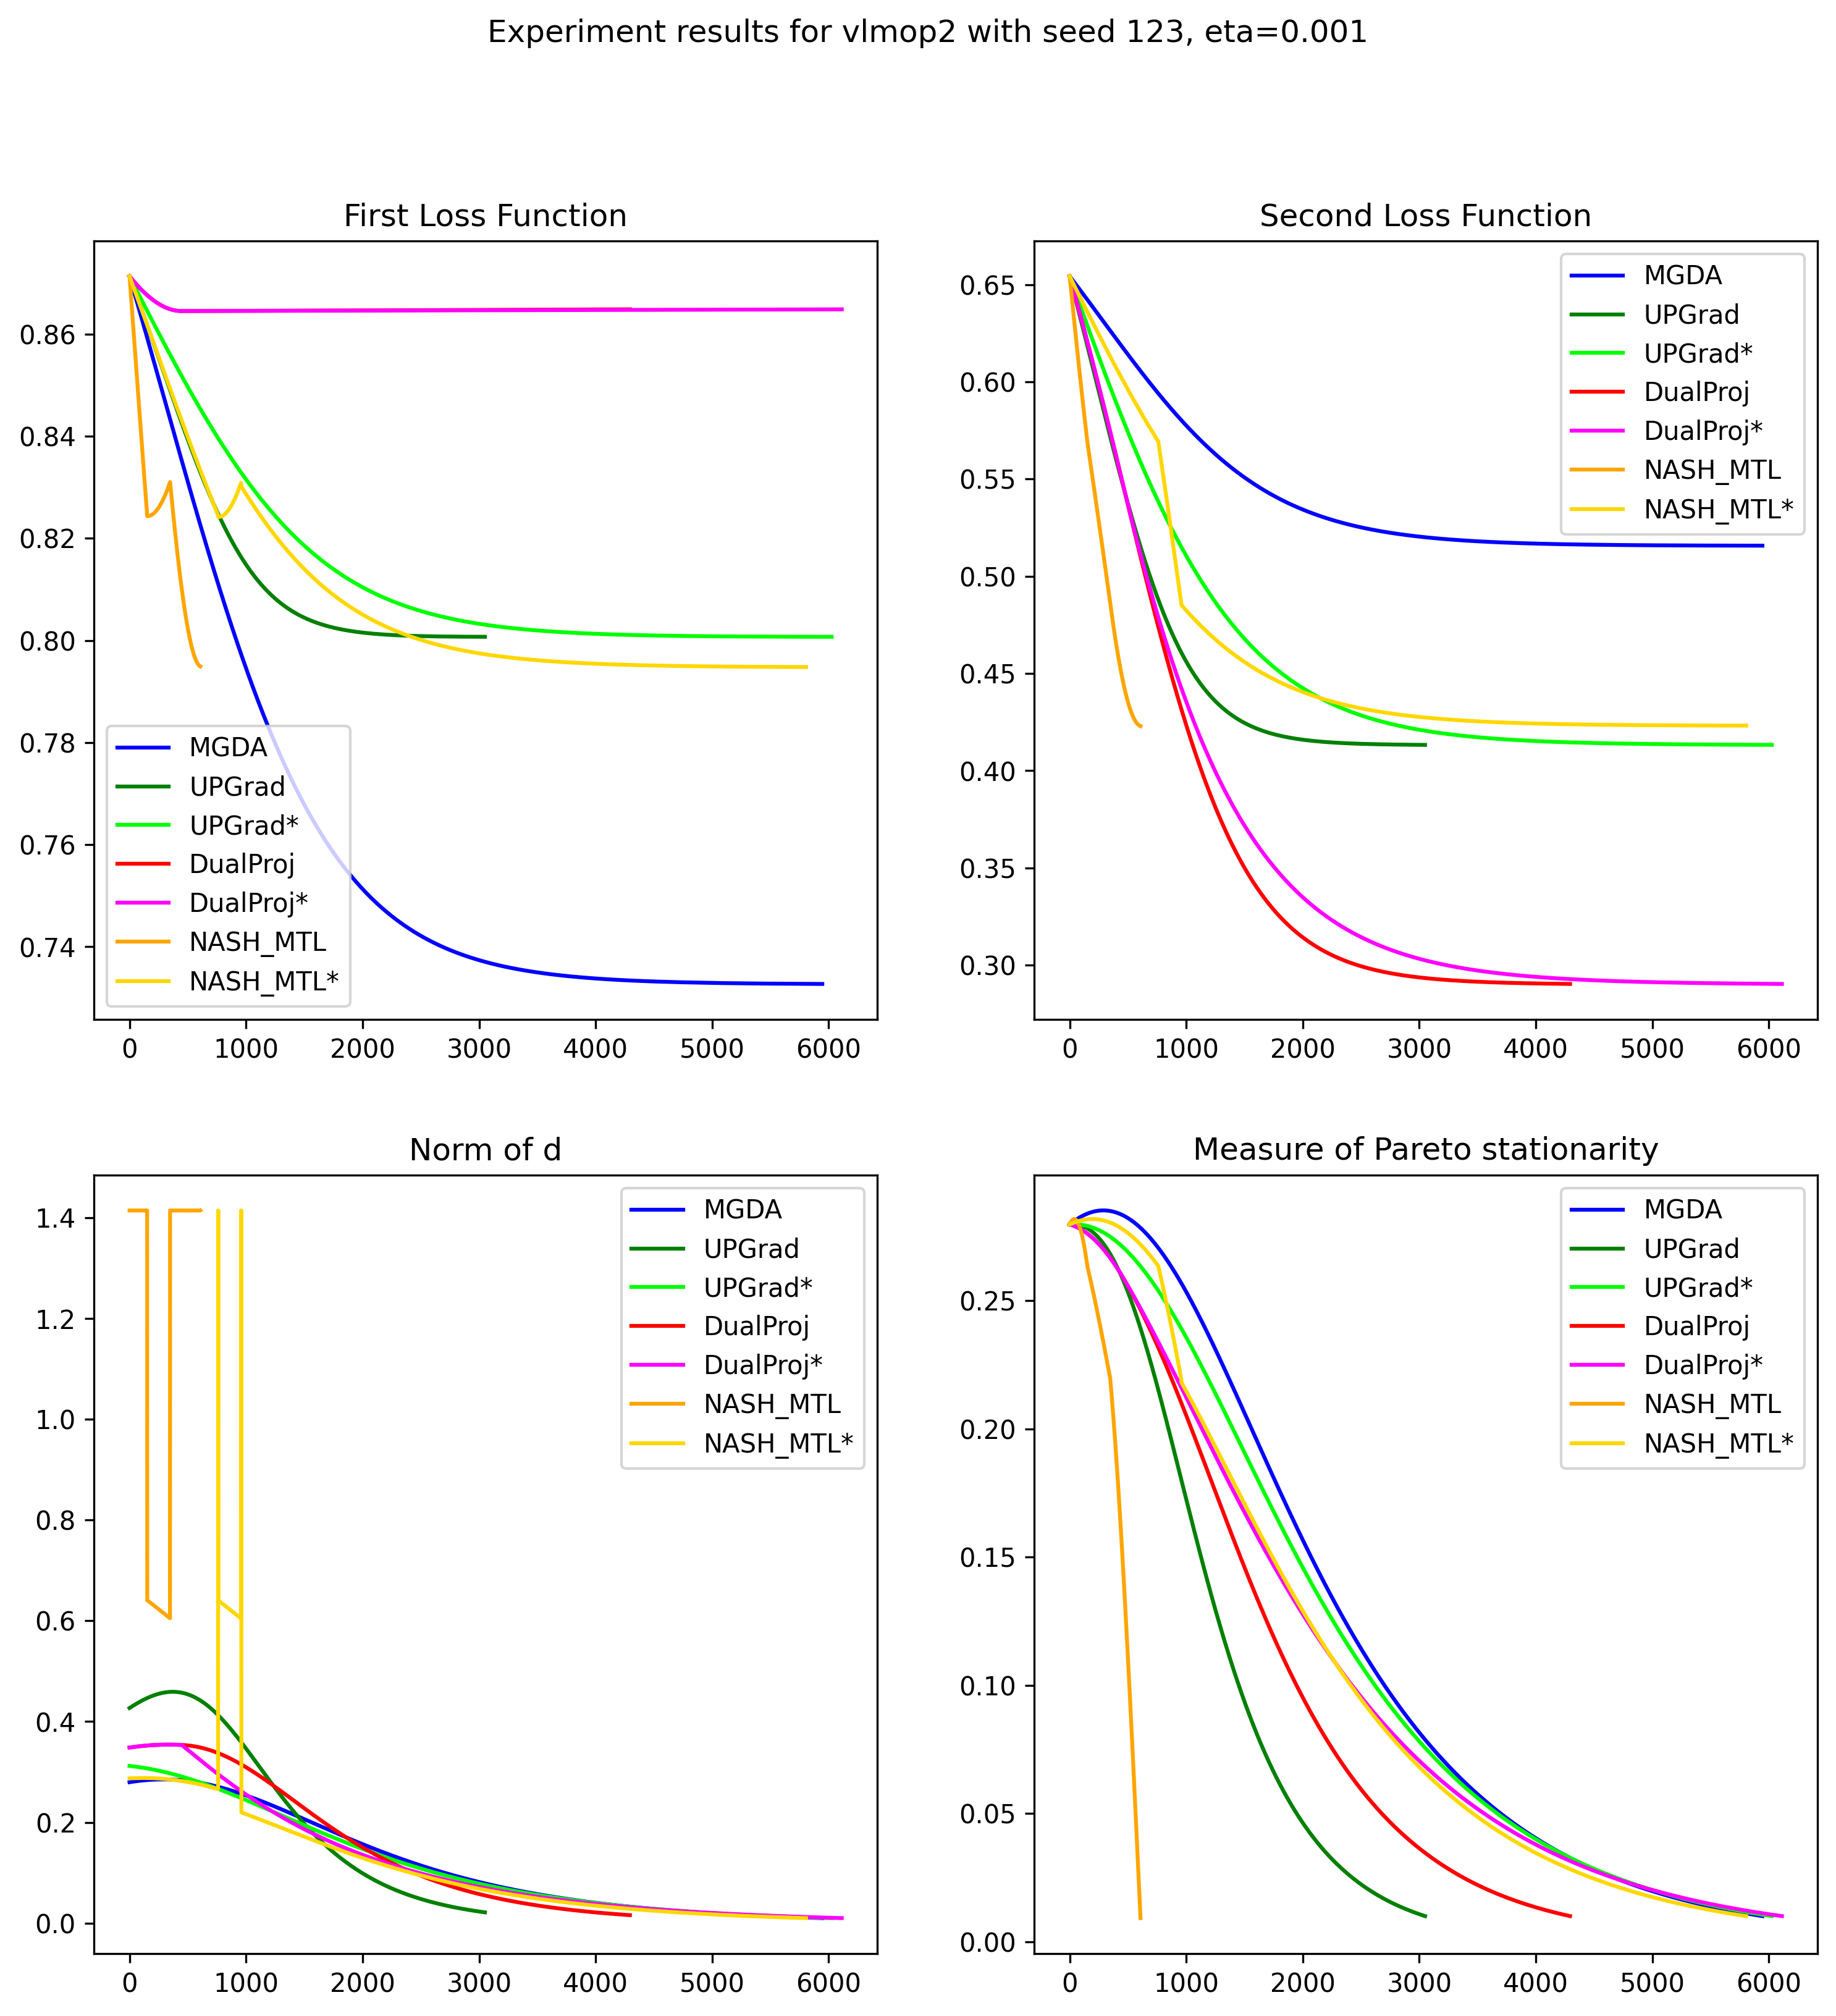 Experiment results for vlmop2 with seed 123, eta=0.001
First Loss Function
0.86
0.84
0.82
0.80
0.78
0.76
0.74
MGDA
UPGrad
UPGrad*
DualProj
DualProj*
NASH_MTL
NASH_MTL*
0 1000 2000 3000 4000 5000 6000
Second Loss Function
0.65
0.60
0.55
0.50
0.45
0.40
0.35
0.30
MGDA
UPGrad
UPGrad*
DualProj
DualProj*
NASH_MTL
NASH_MTL*
0 1000 2000 3000 4000 5000 6000
Norm of d
1.4
1.2
1.0
0.8
0.6
0.4
0.2
0.0
MGDA
UPGrad
UPGrad*
DualProj
DualProj*
NASH_MTL
NASH_MTL*
0 1000 2000 3000 4000 5000 6000
Measure of Pareto stationarity
0.25
0.20
0.15
0.10
0.05
0.00
MGDA
UPGrad
UPGrad*
DualProj
DualProj*
NASH_MTL
NASH_MTL*
0 1000 2000 3000 4000 5000 6000